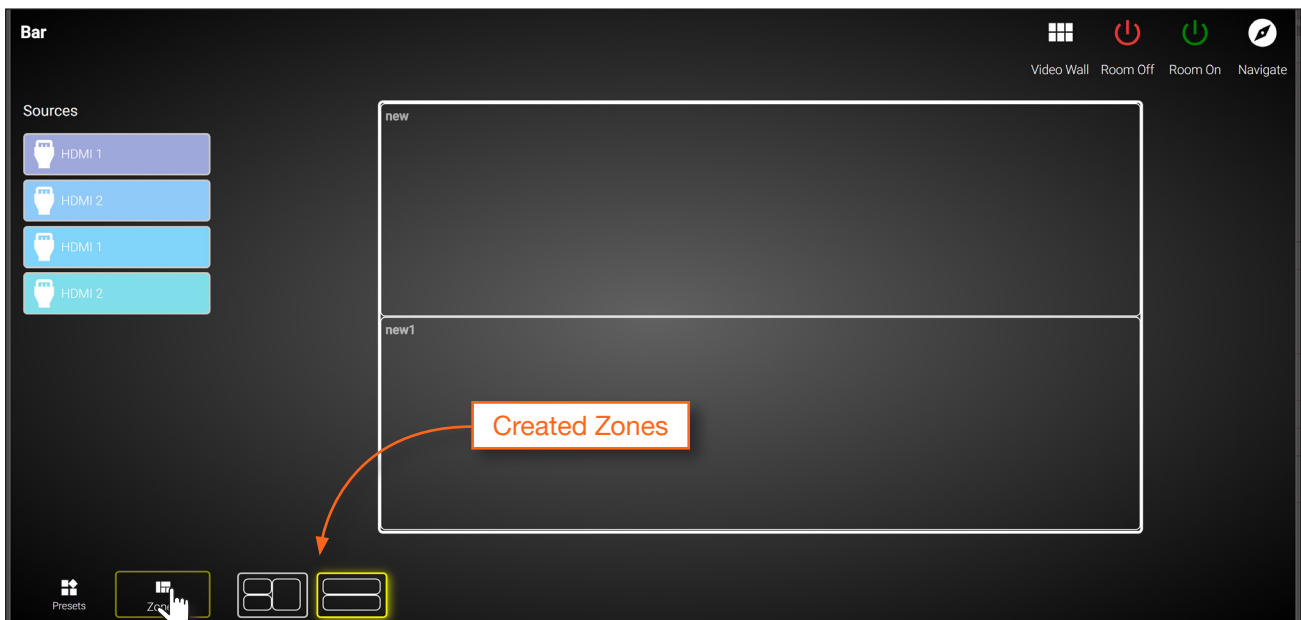 Bar
Video Wall Room Off Room On Navigate
Sources
HDMI 1
HDMI 2
HDMI 1
HDMI 2
new
new1
Created Zones
Presets